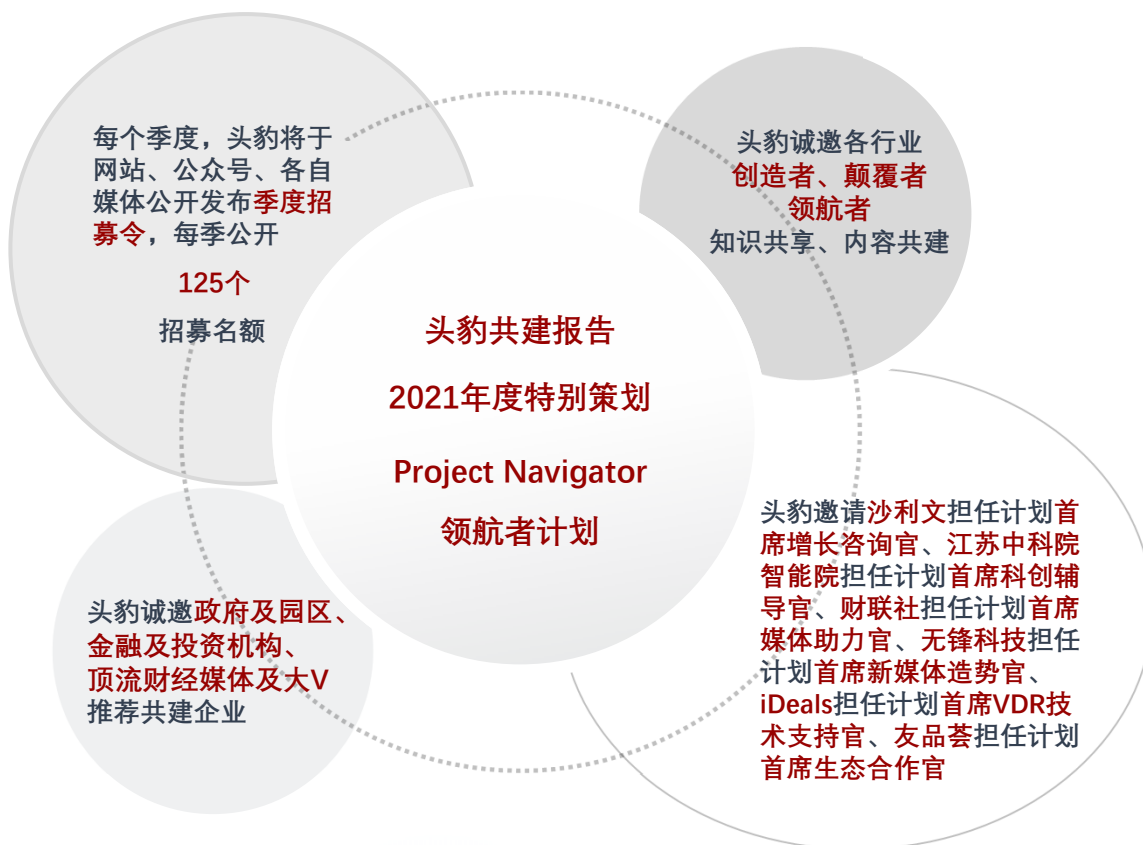 每个季度，头豹将于
网站、公众号、各自
媒体公开发布季度招
募令，每季公开
125个
招募名额
头豹诚邀各行业
创造者、颠覆者
领航者
知识共享、内容共建
头豹共建报告
2021年度特别策划
Project Navigator
领航者计划
头豹诚邀政府及园区、
金融及投资机构、
顶流财经媒体及大V
推荐共建企业
头豹邀请沙利文担任计划首
席增长咨询官、江苏中科院
智能院担任计划首席科创辅
导官、财联社担任计划首席
媒体助力官、无锋科技担任
计划首席新媒体造势官、
iDeals担任计划首席VDR技
术支持官、友品荟担任计划
首席生态合作官